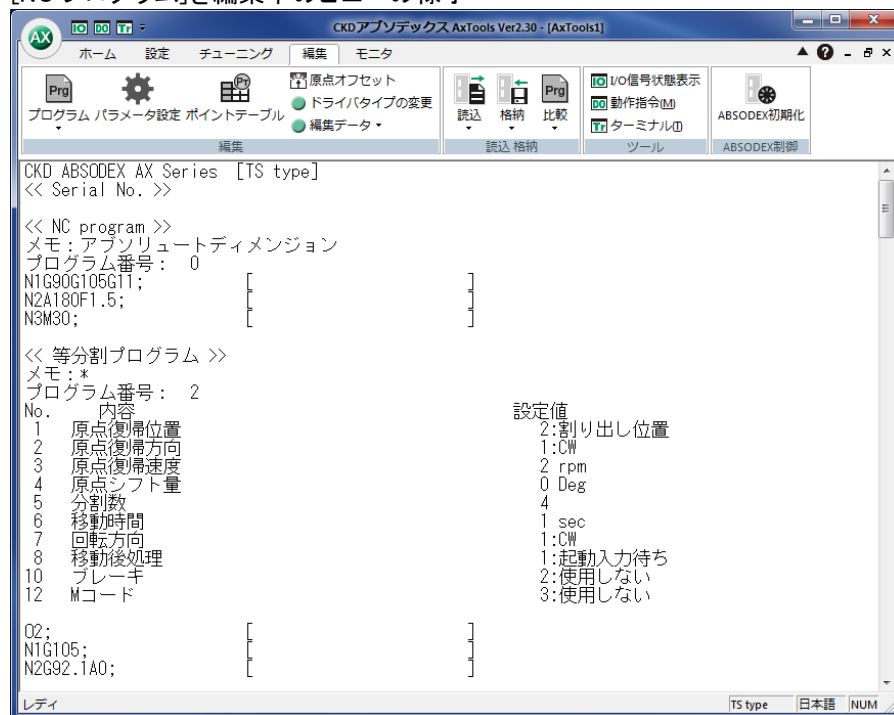 [NCプログラム]を編集中のビューの様子
AX IO DO Tr CKDアブソデックス AxTools Ver2.30 - [AxTools1]
ホーム 設定 チューニング 編集 モニタ
Prg プログラム パラメータ設定 PT ポイントテーブル
原点オフセット
ドライバタイプの変更
編集データ
編集
読込 格納 Prg 比較
読込 格納
IO I/O信号状態表示
DO 動作指令(M)
Tr ターミナル(I)
ツール
ABSODEX初期化
ABSODEX制御
CKD ABSODEX AX Series [TS type]
<< Serial No. >>
<< NC program >>
メモ:アブソリュートディメンジョン
プログラム番号: 0
N1G90G105G11; [ ]
N2A180F1.5; [ ]
N3M30; [ ]
<< 等分割プログラム >>
メモ:*
プログラム番号: 2
No. 内容 設定値
1 原点復帰位置 2:割り出し位置
2 原点復帰方向 1:CW
3 原点復帰速度 2 rpm
4 原点シフト量 0 Deg
5 分割数 4
6 移動時間 1 sec
7 回転方向 1:CW
8 移動後処理 1:起動入力待ち
10 ブレーキ 2:使用しない
12 Mコード 3:使用しない
O2; [ ]
N1G105; [ ]
N2G92.1A0; [ ]
レディ TS type 日本語 NUM